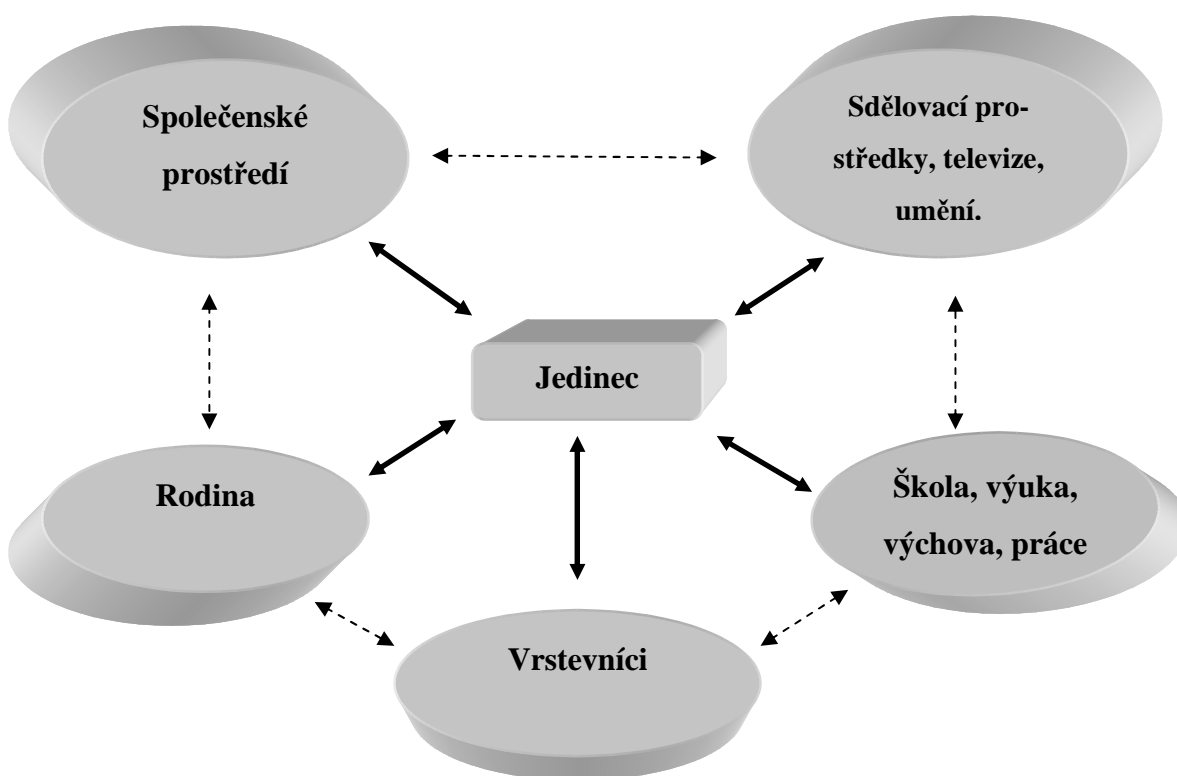 Společenské
prostředí
Sdělovací pro-
středky, televize,
umění.
Jedinec
Rodina
Škola, výuka,
výchova, práce
Vrstevníci